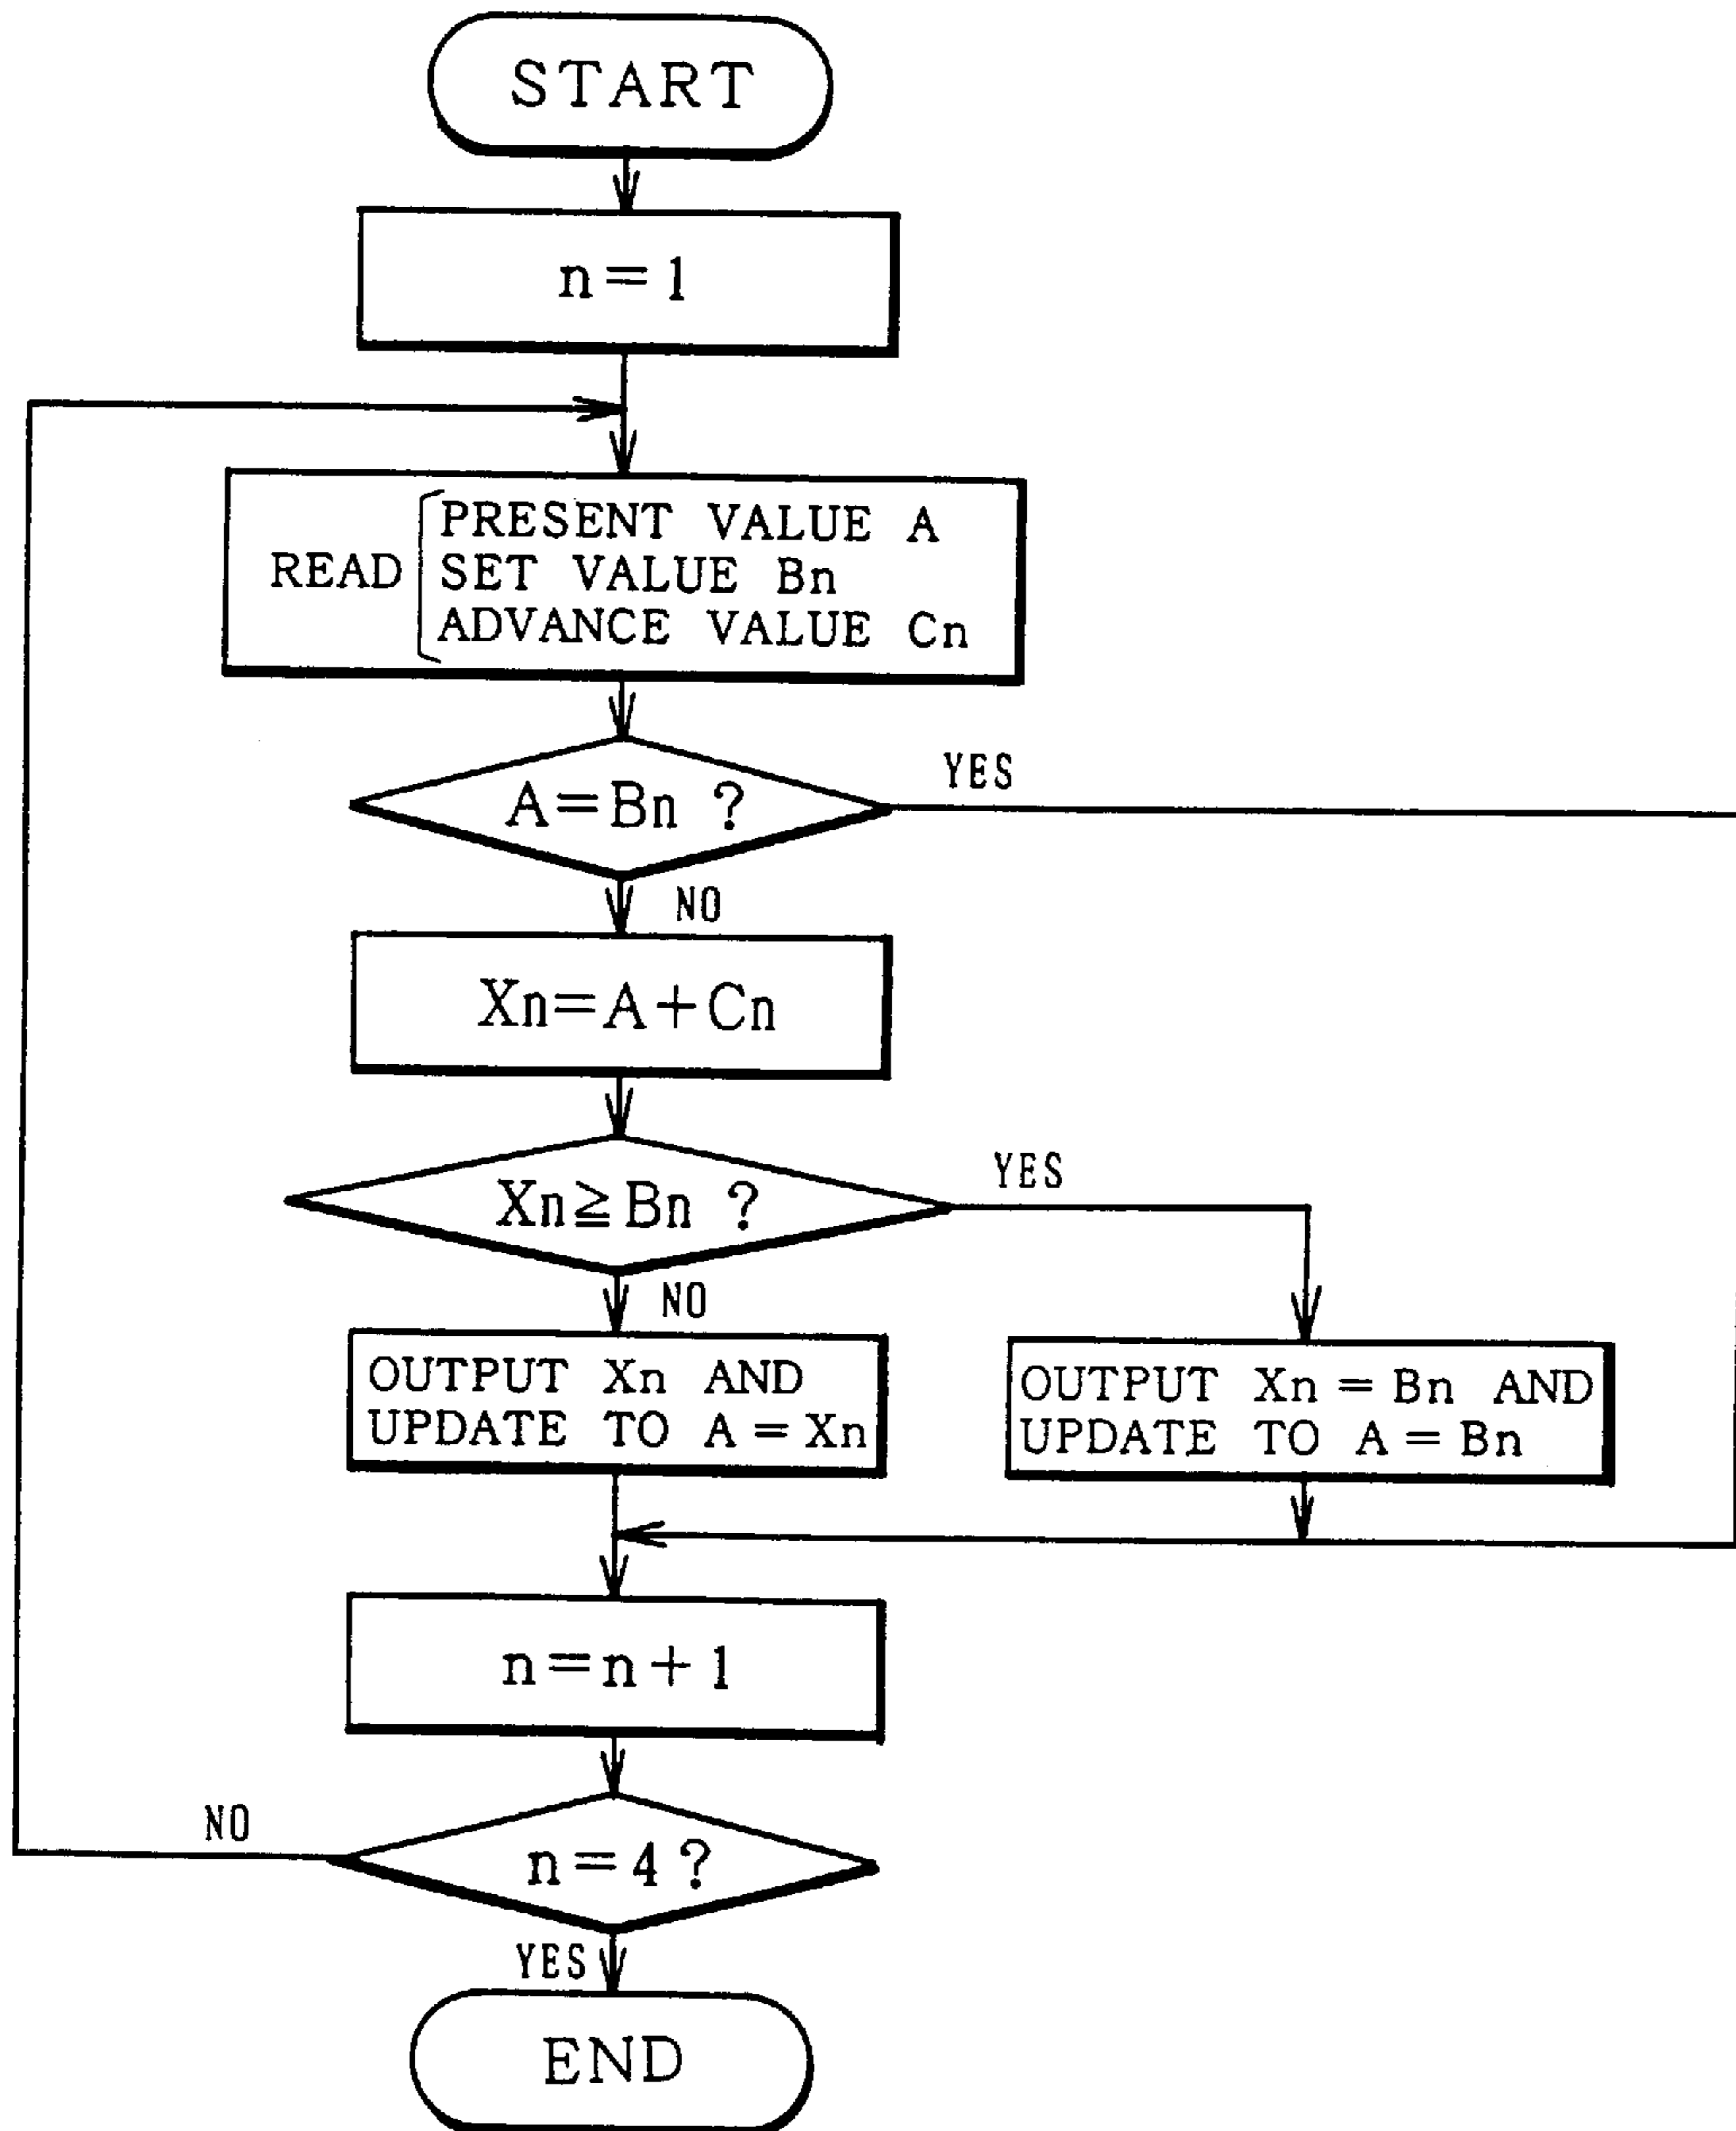 START
n=1
READ
PRESENT VALUE A
SET VALUE Bn
ADVANCE VALUE Cn
A=Bn ?
YES
NO
Xn=A+Cn
Xn≧Bn ?
YES
NO
OUTPUT Xn AND
UPDATE TO A=Xn
OUTPUT Xn=Bn AND
UPDATE TO A=Bn
n=n+1
n=4?
NO
YES
END